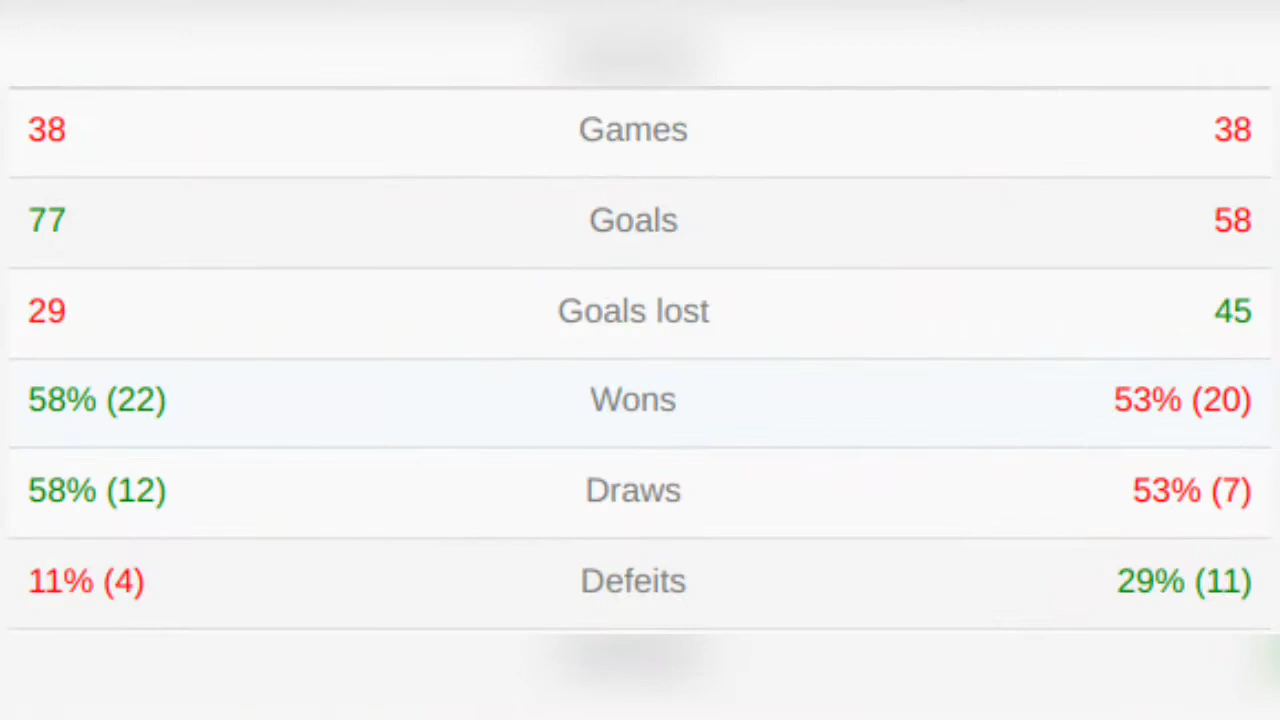 38 Games 38
77 Goals 58
29 Goals lost 45
58% (22) Wons 53% (20)
58% (12) Draws 53% (7)
11% (4) Defeits 29% (11)